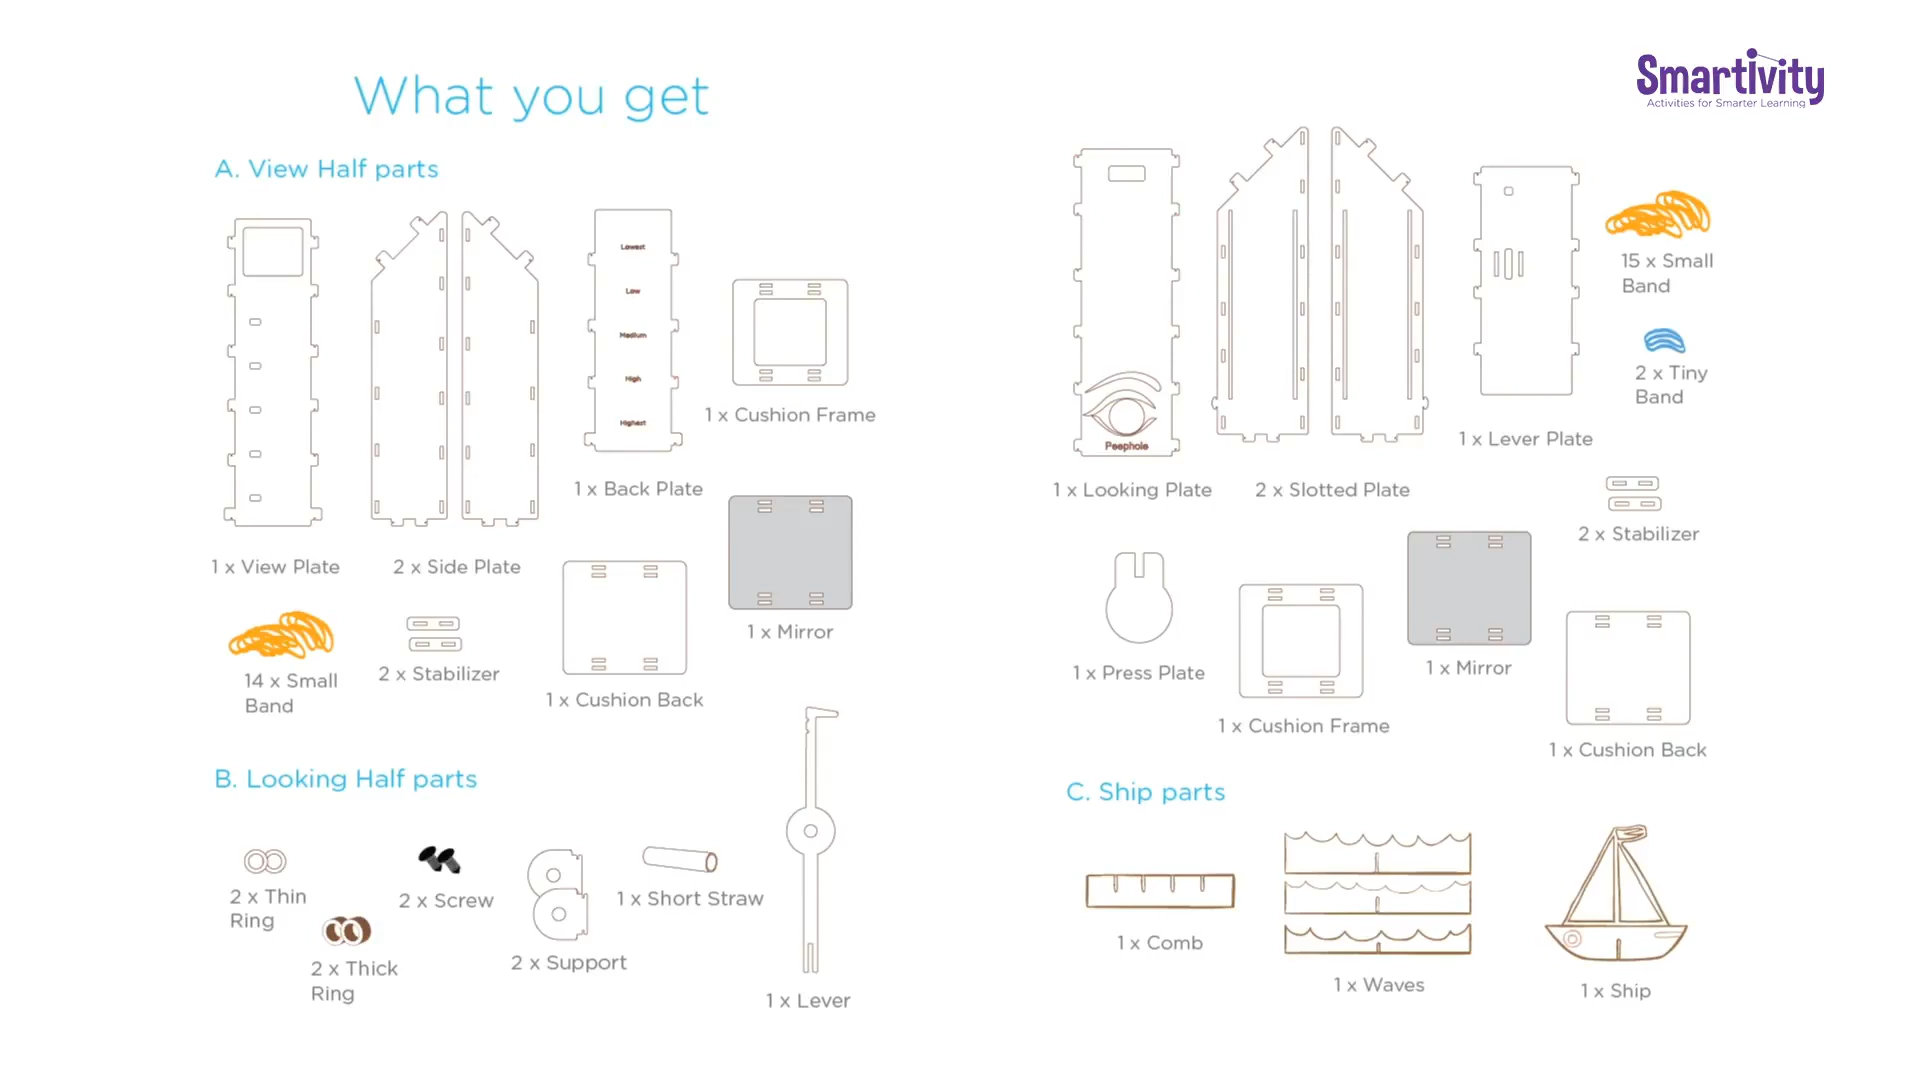 What you get
Smartivity
Activities for Smarter Learning
A. View Half parts
Lowest
Low
Medium
High
Highest
1 x Cushion Frame
1 x Back Plate
1 x View Plate
2 x Side Plate
1 x Mirror
14 x Small
Band
2 x Stabilizer
1 x Cushion Back
B. Looking Half parts
2 x Thin
Ring
2 x Thick
Ring
2 x Screw
2 x Support
1 x Short Straw
1 x Lever
Peephole
1 x Looking Plate
2 x Slotted Plate
1 x Lever Plate
15 x Small
Band
2 x Tiny
Band
2 x Stabilizer
1 x Press Plate
1 x Cushion Frame
1 x Mirror
1 x Cushion Back
C. Ship parts
1 x Comb
1 x Waves
1 x Ship